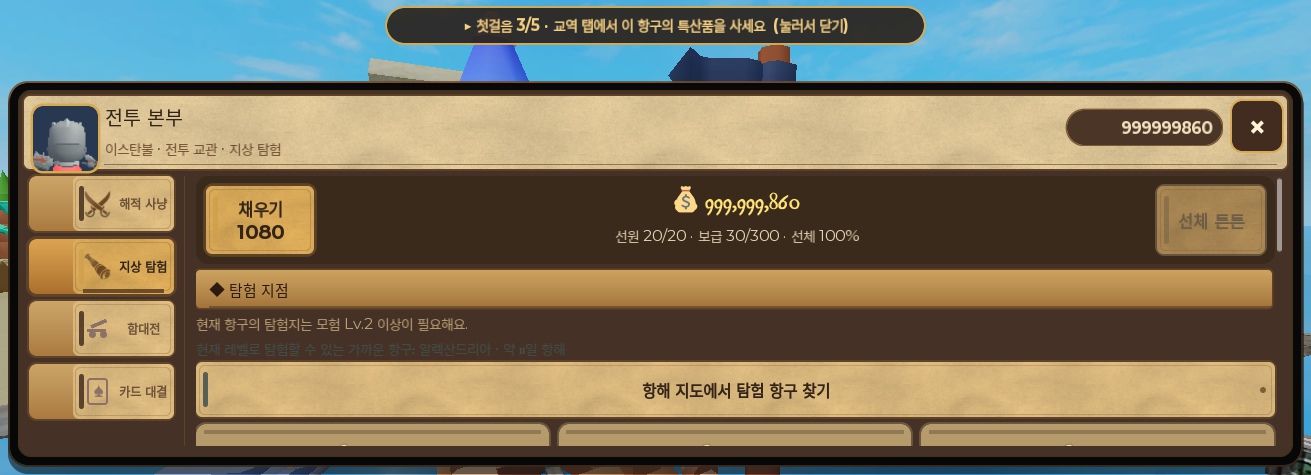 ▸ 첫걸음 3/5 · 교역 탭에서 이 항구의 특산품을 사세요 (눌러서 닫기)
전투 본부
이스탄불 · 전투 교관 · 지상 탐험
999999860
×
해적 사냥
지상 탐험
함대전
카드 대결
채우기
1080
999,999,860
선원 20/20 · 보급 30/300 · 선체 100%
선체 튼튼
◆ 탐험 지점
현재 항구의 탐험지는 모험 Lv.2 이상이 필요해요.
현재 레벨로 탐험할 수 있는 가까운 항구: 알렉산드리아 · 약 일 항해
항해 지도에서 탐험 항구 찾기